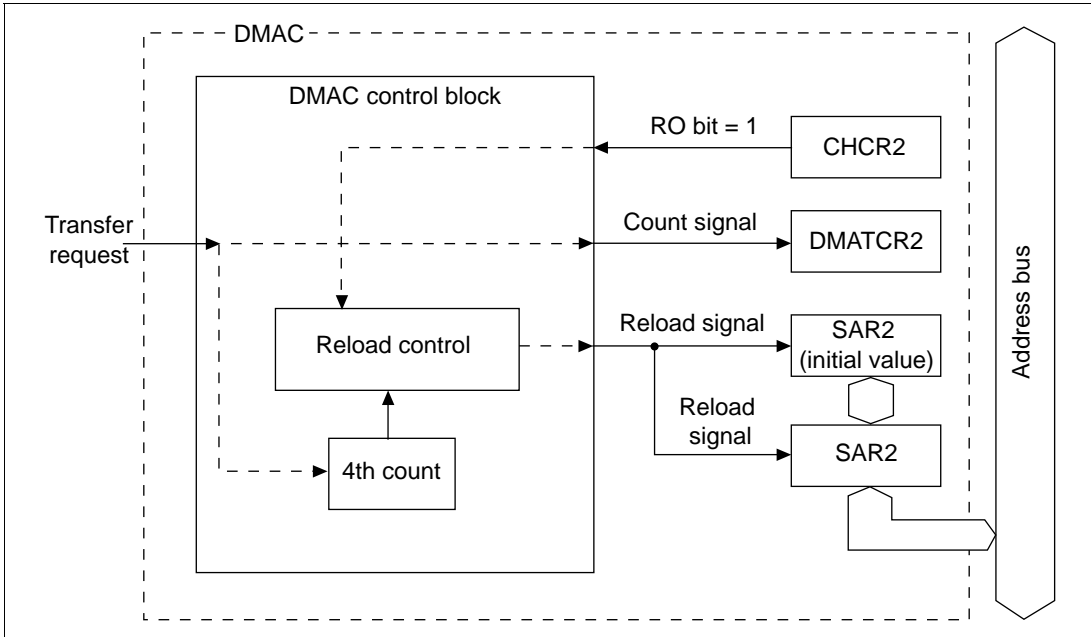 DMAC
DMAC control block
RO bit = 1
CHCR2
Transfer
request
Count signal
DMATCR2
Reload control
Reload signal
SAR2
(initial value)
Reload
signal
SAR2
4th count
Address bus